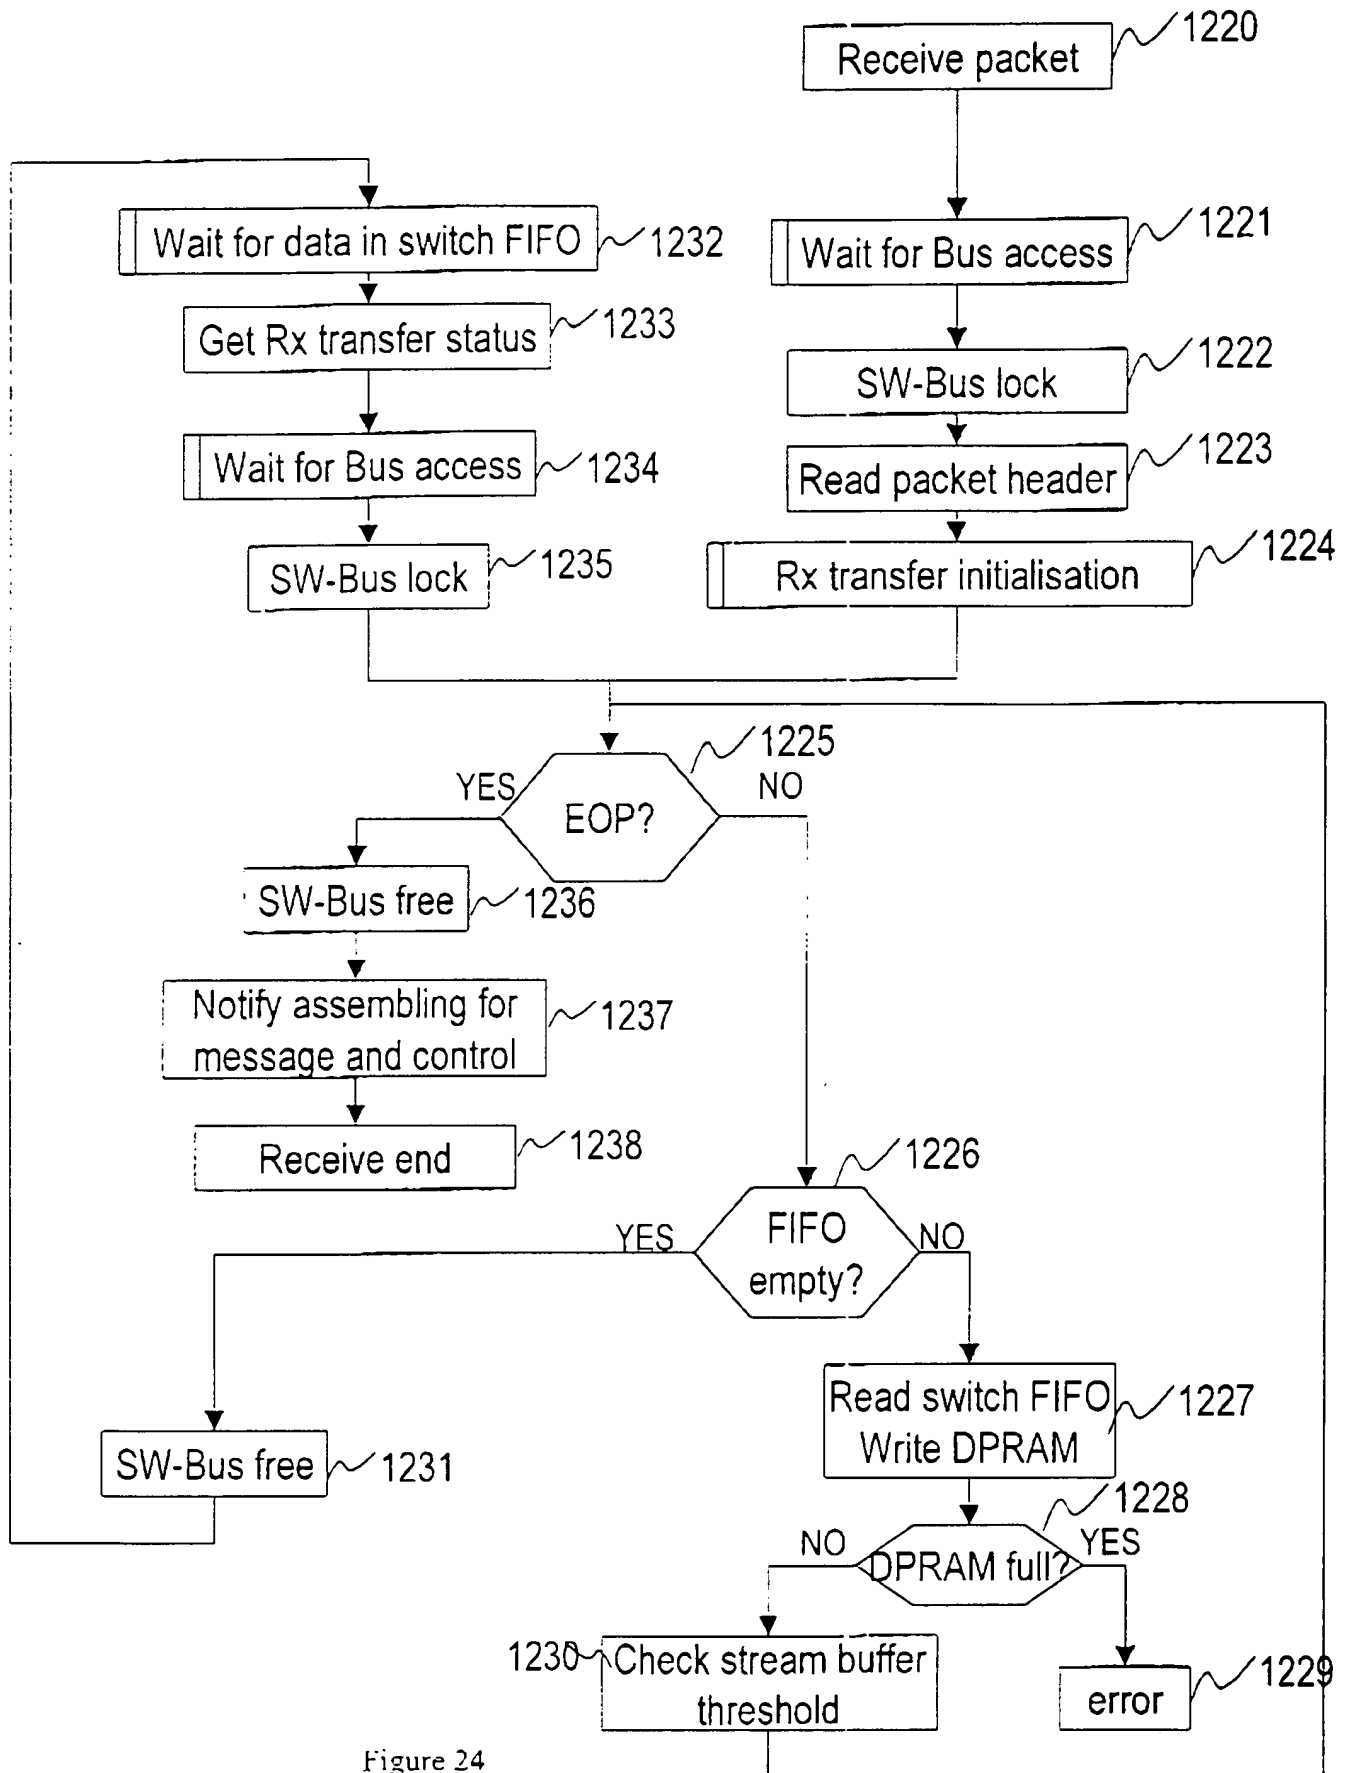 Receive packet
1220
Wait for Bus access
1221
SW-Bus lock
1222
Read packet header
1223
Rx transfer initialisation
1224
Wait for data in switch FIFO
1232
Get Rx transfer status
1233
Wait for Bus access
1234
SW-Bus lock
1235
EOP?
1225
YES
NO
SW-Bus free
1236
Notify assembling for
message and control
1237
Receive end
1238
FIFO
empty?
1226
YES
NO
SW-Bus free
1231
Read switch FIFO
Write DPRAM
1227
DPRAM full?
1228
NO
YES
Check stream buffer
threshold
1230
error
1229
Figure 24